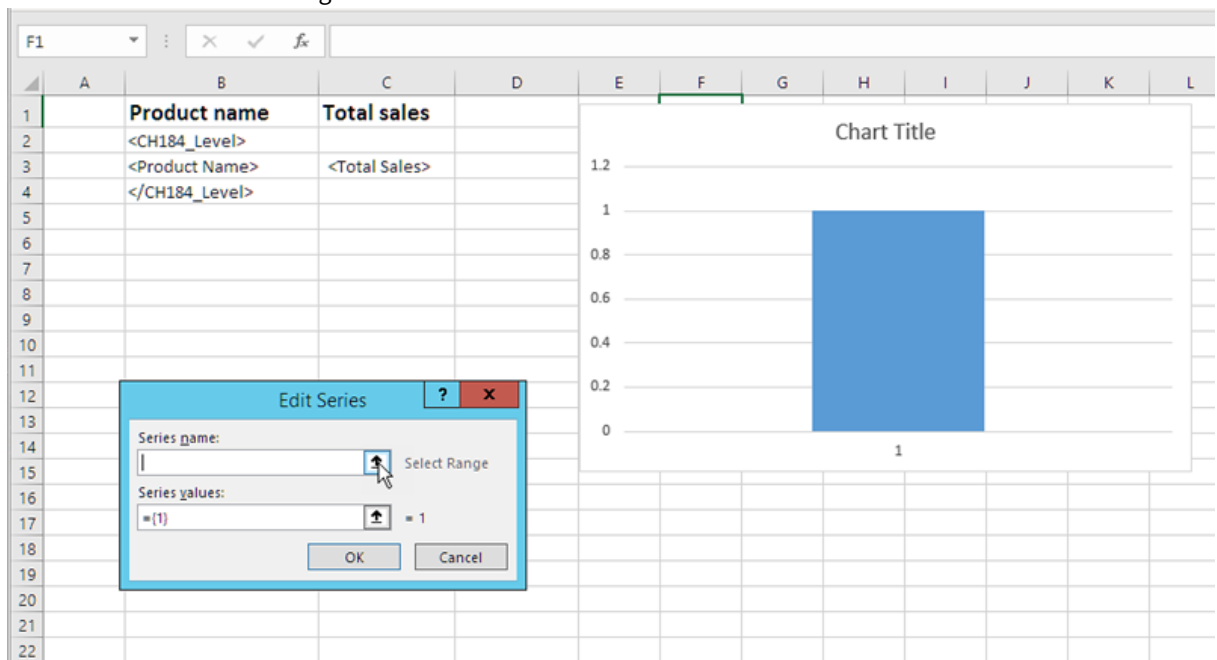 F1 fx
A B C D E F G H I J K L
1 Product name Total sales
2 <CH184_Level>
3 <Product Name> <Total Sales>
4 </CH184_Level>
5
6
7
8
9
10
11
12
13
14
15
16
17
18
19
20
21
22
Chart Title
1.2
1
0.8
0.6
0.4
0.2
0
1
Edit Series ? x
Series name:
Select Range
Series values:
={1} = 1
OK Cancel